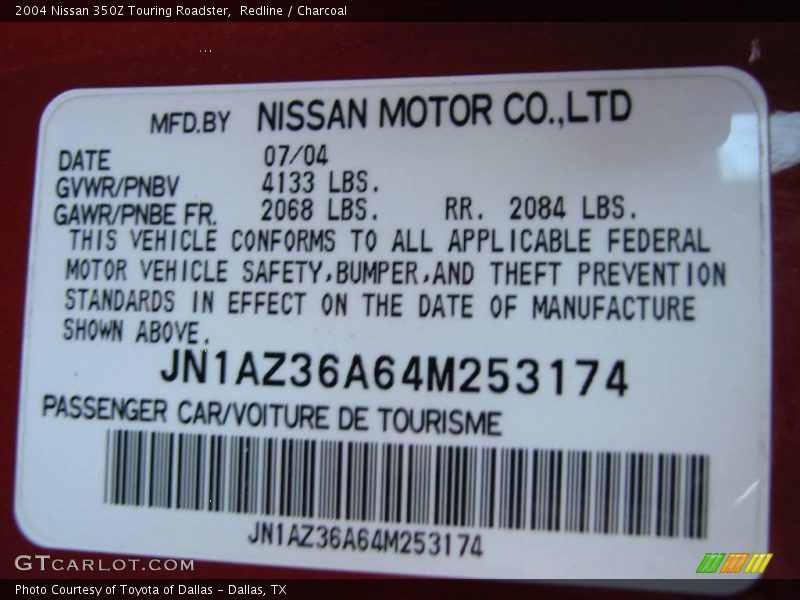 2004 Nissan 350Z Touring Roadster,  Redline / Charcoal
MFD.BY NISSAN MOTOR CO.,LTD
DATE 07/04
GVWR/PNBV 4133 LBS.
GAWR/PNBE FR. 2068 LBS. RR. 2084 LBS.
THIS VEHICLE CONFORMS TO ALL APPLICABLE FEDERAL
MOTOR VEHICLE SAFETY,BUMPER,AND THEFT PREVENTION
STANDARDS IN EFFECT ON THE DATE OF MANUFACTURE
SHOWN ABOVE.
JN1AZ36A64M253174
PASSENGER CAR/VOITURE DE TOURISME
JN1AZ36A64M253174
GTCARLOT.COM
Photo Courtesy of Toyota of Dallas - Dallas, TX